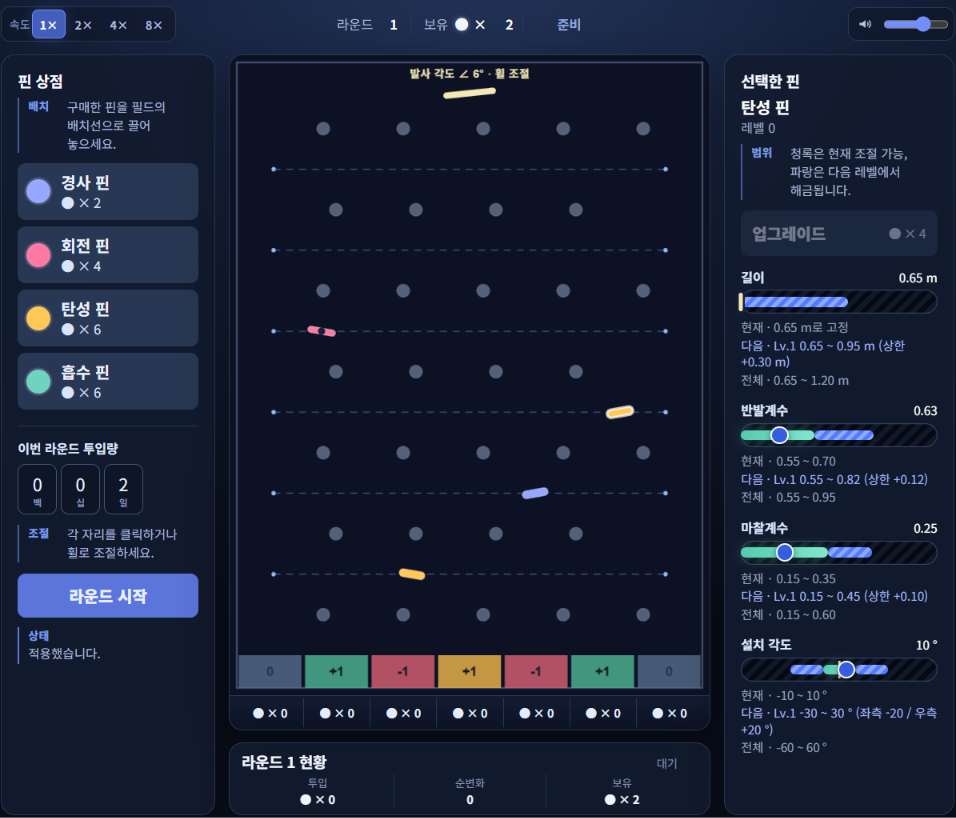 속도 1× 2× 4× 8×
라운드 1 보유 × 2 준비
핀 상점
배치 구매한 핀을 필드의
배치선으로 끌어
놓으세요.
경사 핀
× 2
회전 핀
× 4
탄성 핀
× 6
흡수 핀
× 6
이번 라운드 투입량
0 0 2
백 십 일
조절 각 자리를 클릭하거나
휠로 조절하세요.
라운드 시작
상태
적용했습니다.
발사 각도 ∠ 6° · 휠 조절
0 +1 -1 +1 -1 +1 0
× 0 × 0 × 0 × 0 × 0 × 0 × 0
라운드 1 현황 대기
투입 순변화 보유
× 0 0 × 2
선택한 핀
탄성 핀
레벨 0
범위 청록은 현재 조절 가능,
파랑은 다음 레벨에서
해금됩니다.
업그레이드 × 4
길이 0.65 m
현재 · 0.65 m로 고정
다음 · Lv.1 0.65 ~ 0.95 m (상한
+0.30 m)
전체 · 0.65 ~ 1.20 m
반발계수 0.63
현재 · 0.55 ~ 0.70
다음 · Lv.1 0.55 ~ 0.82 (상한 +0.12)
전체 · 0.55 ~ 0.95
마찰계수 0.25
현재 · 0.15 ~ 0.35
다음 · Lv.1 0.15 ~ 0.45 (상한 +0.10)
전체 · 0.15 ~ 0.60
설치 각도 10 °
현재 · -10 ~ 10 °
다음 · Lv.1 -30 ~ 30 ° (좌측 -20 / 우측
+20 °)
전체 · -60 ~ 60 °